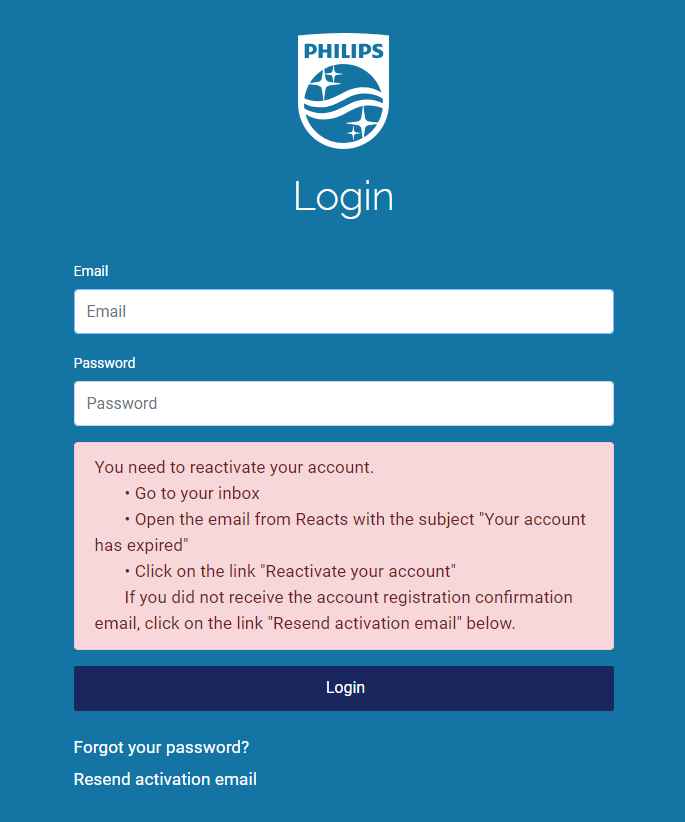 PHILIPS
Login
Email
Email
Password
Password
You need to reactivate your account.
• Go to your inbox
• Open the email from Reacts with the subject "Your account
has expired"
• Click on the link "Reactivate your account"
If you did not receive the account registration confirmation
email, click on the link "Resend activation email" below.
Login
Forgot your password?
Resend activation email